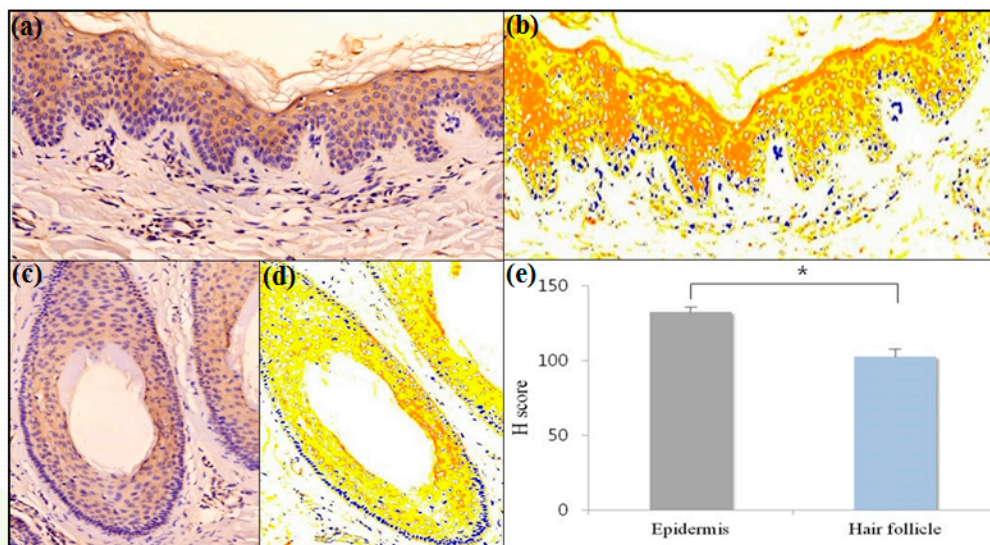 (a)
(b)
(c)
(d)
(e)
*
150
100
50
0
H score
Epidermis
Hair follicle